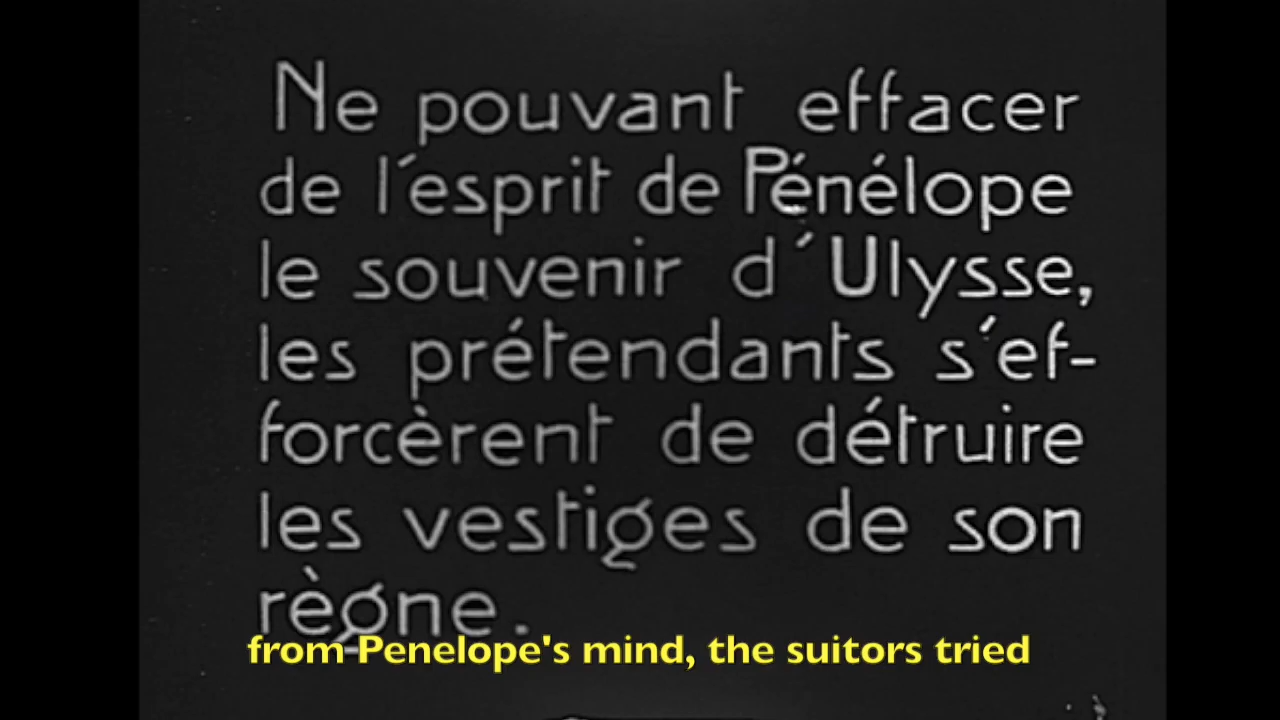 Ne pouvant effacer
de l'esprit de Pénélope
le souvenir d'Ulysse,
les prétendants s'ef-
forcèrent de détruire
les vestiges de son
règne.
from Penelope's mind, the suitors tried